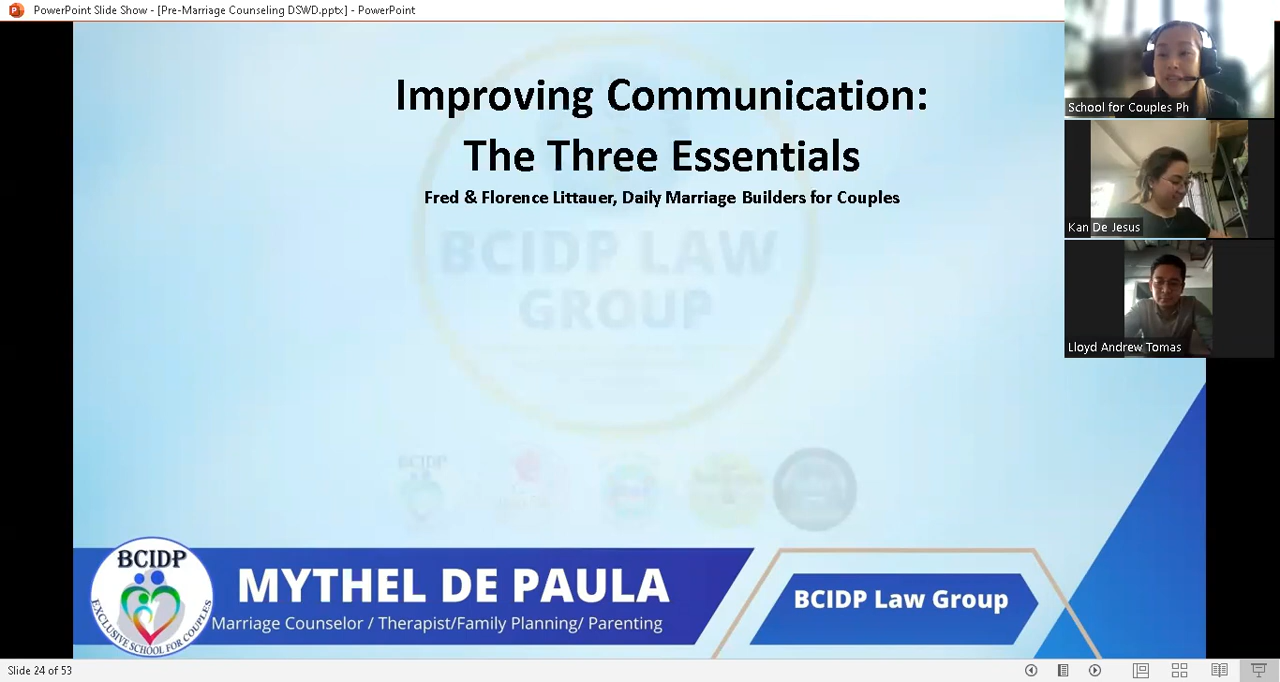 PowerPoint Slide Show - [Pre-Marriage Counseling DSWD.pptx] - PowerPoint
Improving Communication:
The Three Essentials
Fred & Florence Littauer, Daily Marriage Builders for Couples
BCIDP LAW
GROUP
BCIDP
School for Couples Ph
Kan De Jesus
Lloyd Andrew Tomas
BCIDP
EXCLUSIVE SCHOOL FOR COUPLES
MYTHEL DE PAULA
Marriage Counselor / Therapist/Family Planning/ Parenting
BCIDP Law Group
Slide 24 of 53